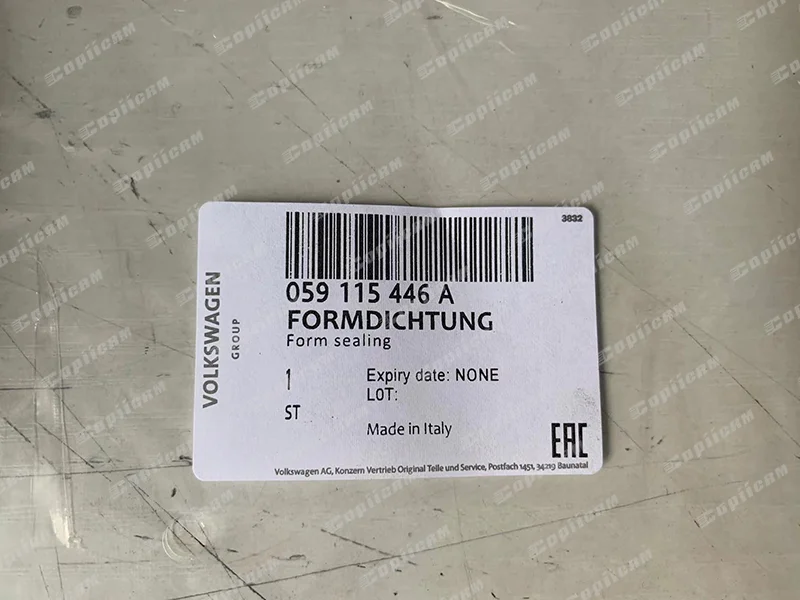 3832
059 115 446 A
FORMDICHTUNG
Form sealing
VOLKSWAGEN
GROUP
1
Expiry date: NONE
LOT:
ST
Made in Italy
EAC
Volkswagen AG, Konzern Vertrieb Original Teile und Service, Postfach 1451, 34219 Baunatal
Copiicam